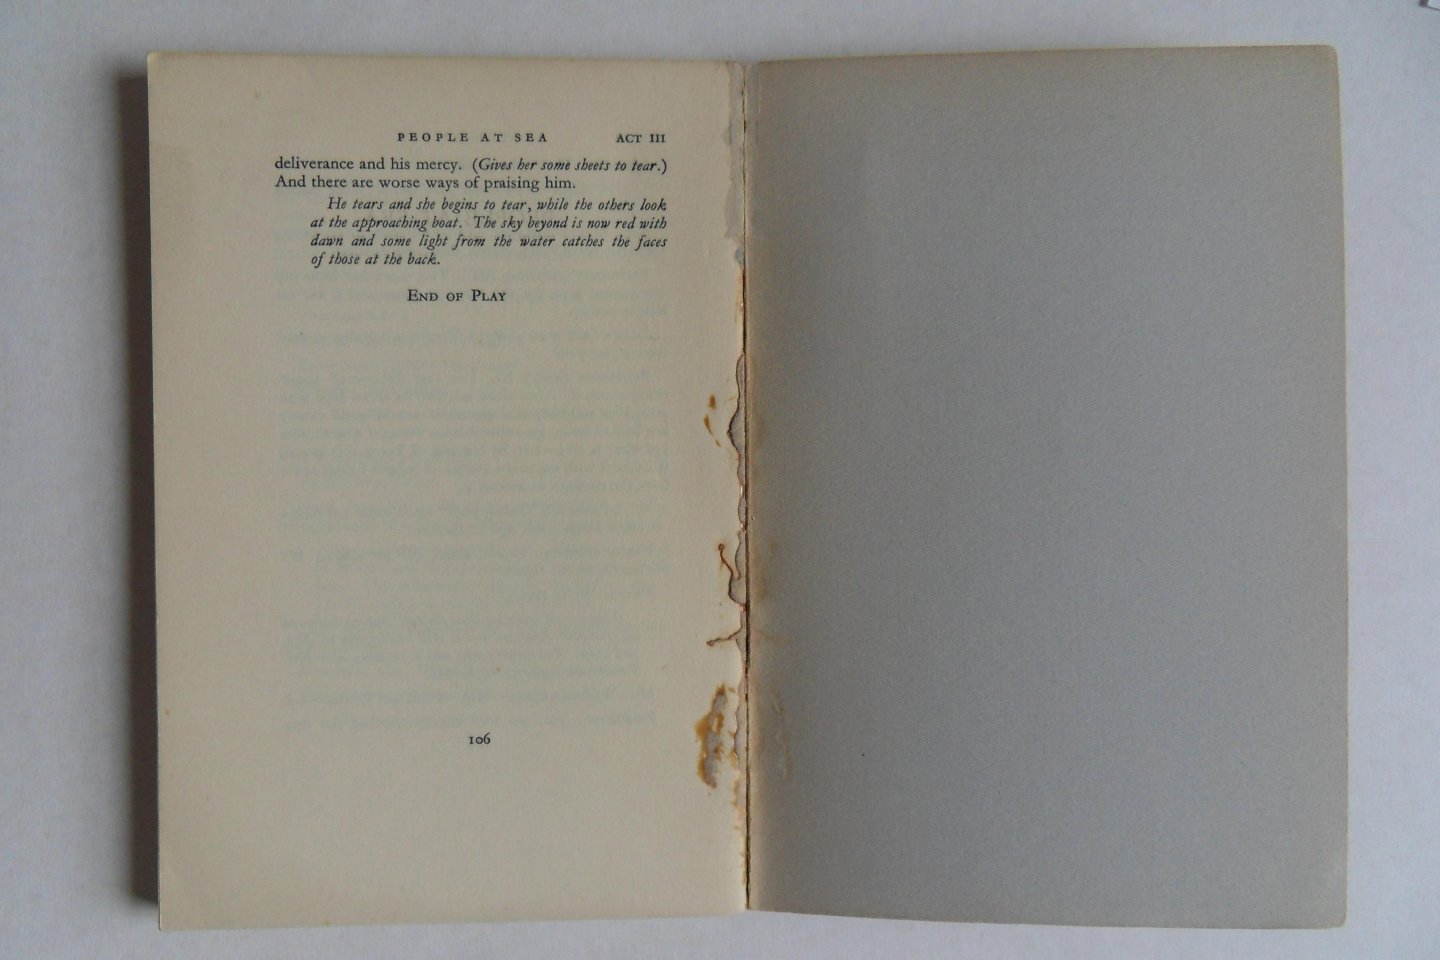 PEOPLE AT SEA ACT III
deliverance and his mercy. (Gives her some sheets to tear.)
And there are worse ways of praising him.
He tears and she begins to tear, while the others look
at the approaching boat. The sky beyond is now red with
dawn and some light from the water catches the faces
of those at the back.
END OF PLAY
106